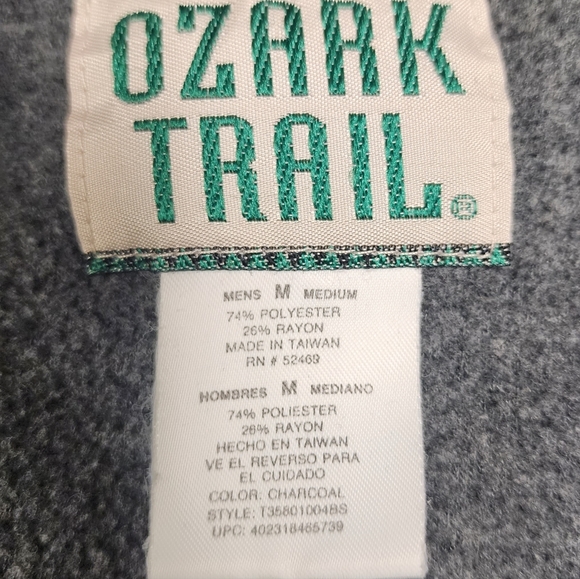 OZARK
TRAIL®
MENS M MEDIUM
74% POLYESTER
26% RAYON
MADE IN TAIWAN
RN # 52469
HOMBRES M MEDIANO
74% POLIESTER
26% RAYON
HECHO EN TAIWAN
VE EL REVERSO PARA
EL CUIDADO
COLOR: CHARCOAL
STYLE: T35801004BS
UPC: 402318465739